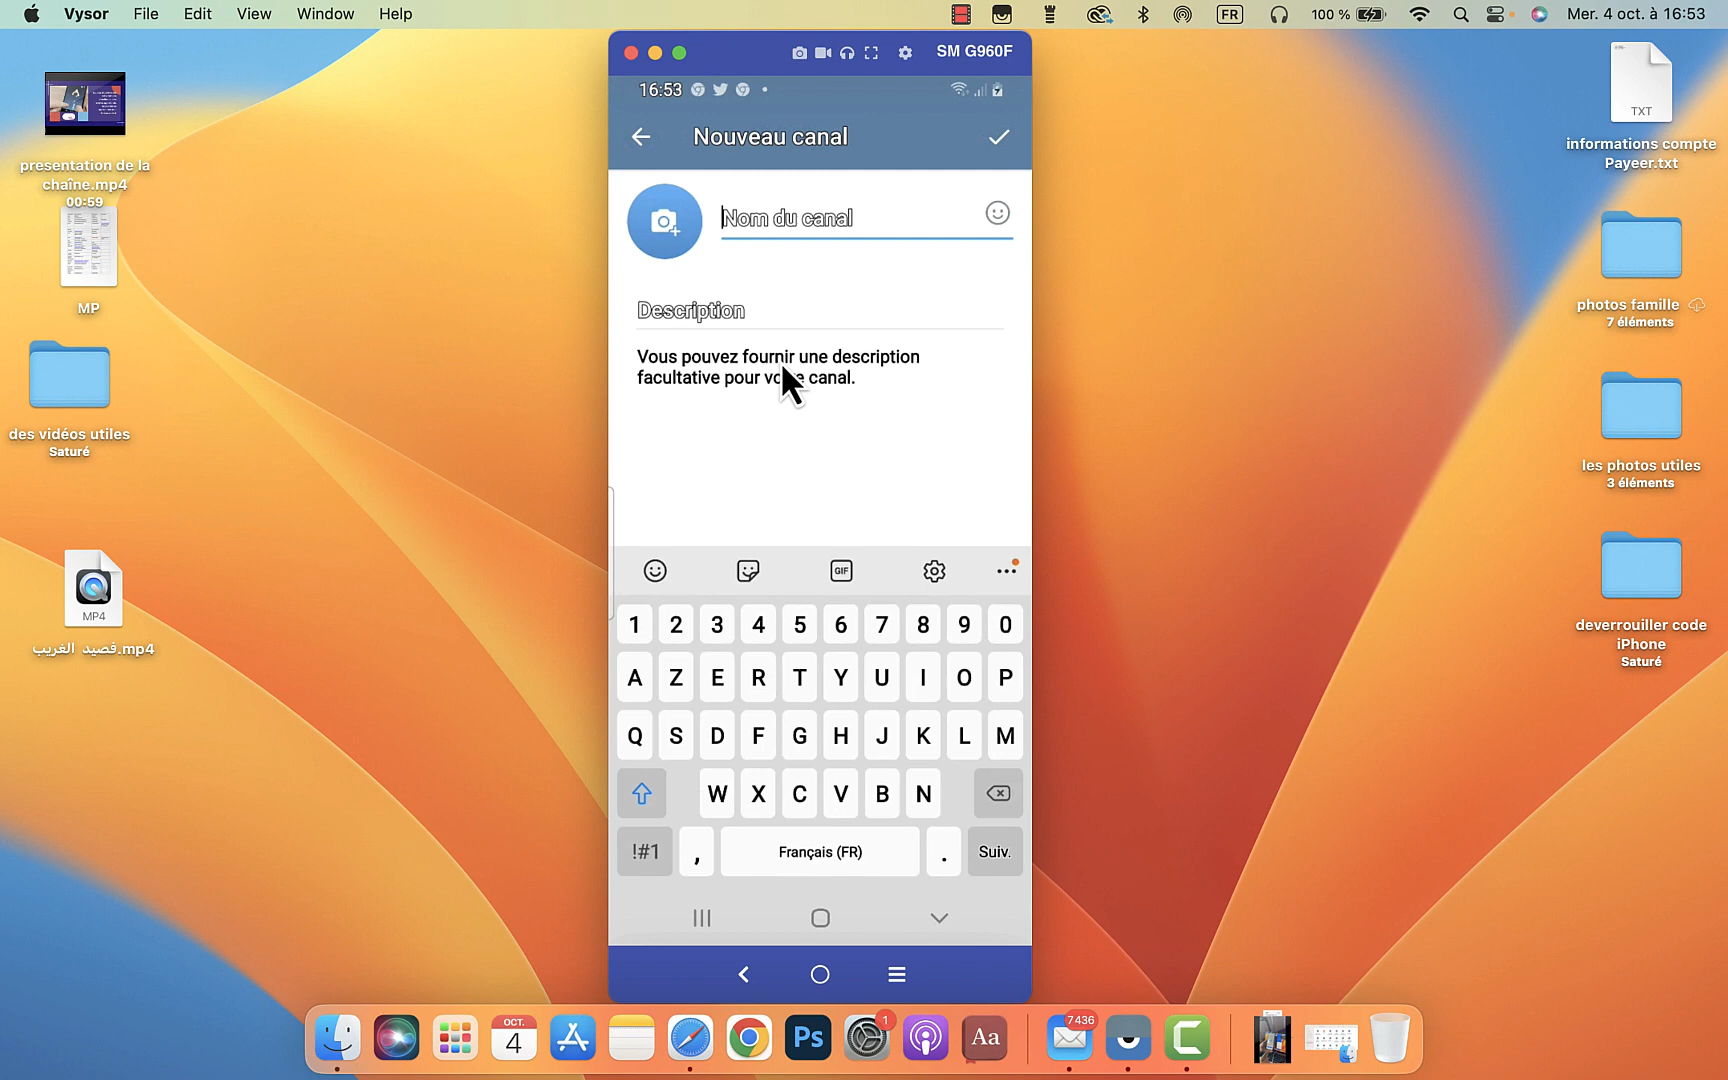 Vysor File Edit View Window Help
FR 100 % Mer. 4 oct. à 16:53
SM G960F
16:53
Nouveau canal
Nom du canal
Description
Vous pouvez fournir une description
facultative pour votre canal.
GIF
1 2 3 4 5 6 7 8 9 0
A Z E R T Y U I O P
Q S D F G H J K L M
W X C V B N
!#1 , Français (FR) . Suiv.
presentation de la
chaîne.mp4
00:59
MP
des vidéos utiles
Saturé
MP4
قصيد الغريب.mp4
TXT
informations compte
Payeer.txt
photos famille
7 éléments
les photos utiles
3 éléments
deverrouiller code
iPhone
Saturé
OCT.
4
Ps
1
Aa
7436